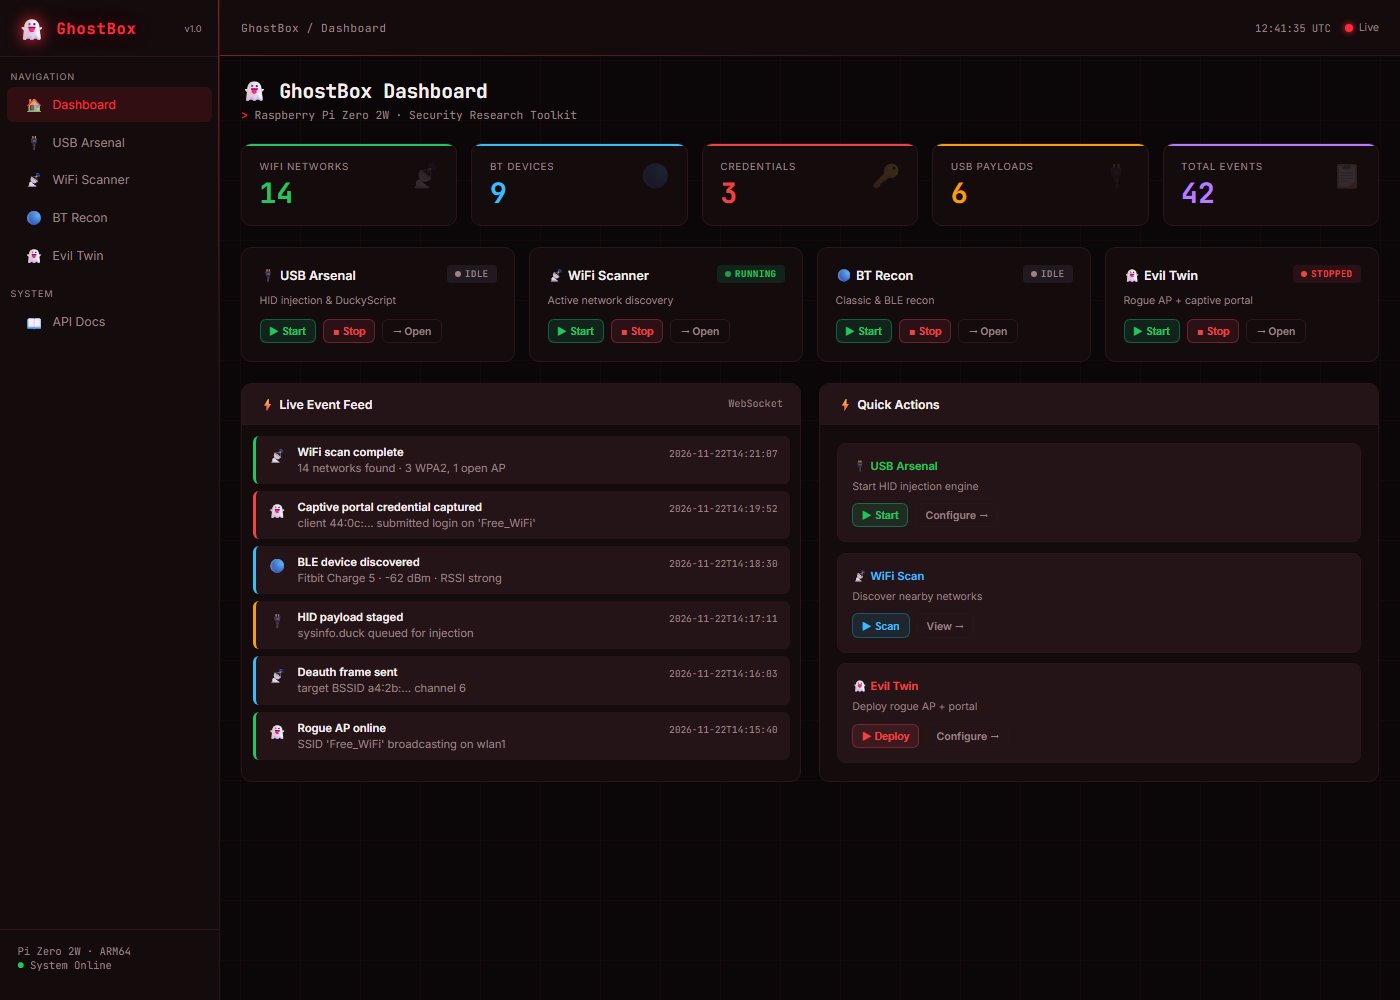 GhostBox
v1.0
NAVIGATION
Dashboard
USB Arsenal
WiFi Scanner
BT Recon
Evil Twin
SYSTEM
API Docs
Pi Zero 2W · ARM64
System Online
GhostBox / Dashboard
12:41:35 UTC
Live
GhostBox Dashboard
> Raspberry Pi Zero 2W · Security Research Toolkit
WIFI NETWORKS
14
BT DEVICES
9
CREDENTIALS
3
USB PAYLOADS
6
TOTAL EVENTS
42
USB Arsenal
IDLE
HID injection & DuckyScript
▶ Start
■ Stop
→ Open
WiFi Scanner
RUNNING
Active network discovery
▶ Start
■ Stop
→ Open
BT Recon
IDLE
Classic & BLE recon
▶ Start
■ Stop
→ Open
Evil Twin
STOPPED
Rogue AP + captive portal
▶ Start
■ Stop
→ Open
Live Event Feed
WebSocket
WiFi scan complete
2026-11-22T14:21:07
14 networks found · 3 WPA2, 1 open AP
Captive portal credential captured
2026-11-22T14:19:52
client 44:0c:... submitted login on 'Free_WiFi'
BLE device discovered
2026-11-22T14:18:30
Fitbit Charge 5 · -62 dBm · RSSI strong
HID payload staged
2026-11-22T14:17:11
sysinfo.duck queued for injection
Deauth frame sent
2026-11-22T14:16:03
target BSSID a4:2b:... channel 6
Rogue AP online
2026-11-22T14:15:40
SSID 'Free_WiFi' broadcasting on wlan1
Quick Actions
USB Arsenal
Start HID injection engine
▶ Start
Configure →
WiFi Scan
Discover nearby networks
▶ Scan
View →
Evil Twin
Deploy rogue AP + portal
▶ Deploy
Configure →